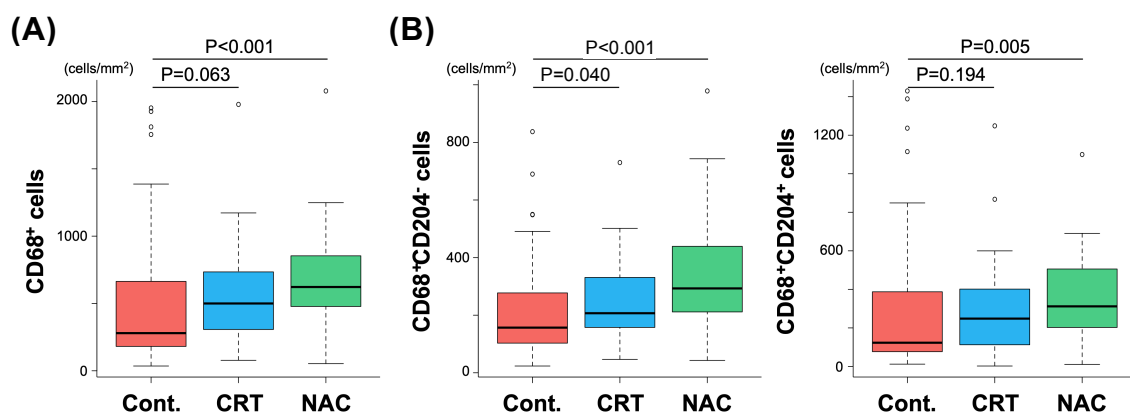 (A)
P<0.001
(cells/mm²)
P=0.063
2000
1000
0
CD68⁺ cells
Cont. CRT NAC
(B)
P<0.001
(cells/mm²)
P=0.040
800
400
0
CD68⁺CD204⁻ cells
Cont. CRT NAC
P=0.005
(cells/mm²)
P=0.194
1200
600
0
CD68⁺CD204⁺ cells
Cont. CRT NAC